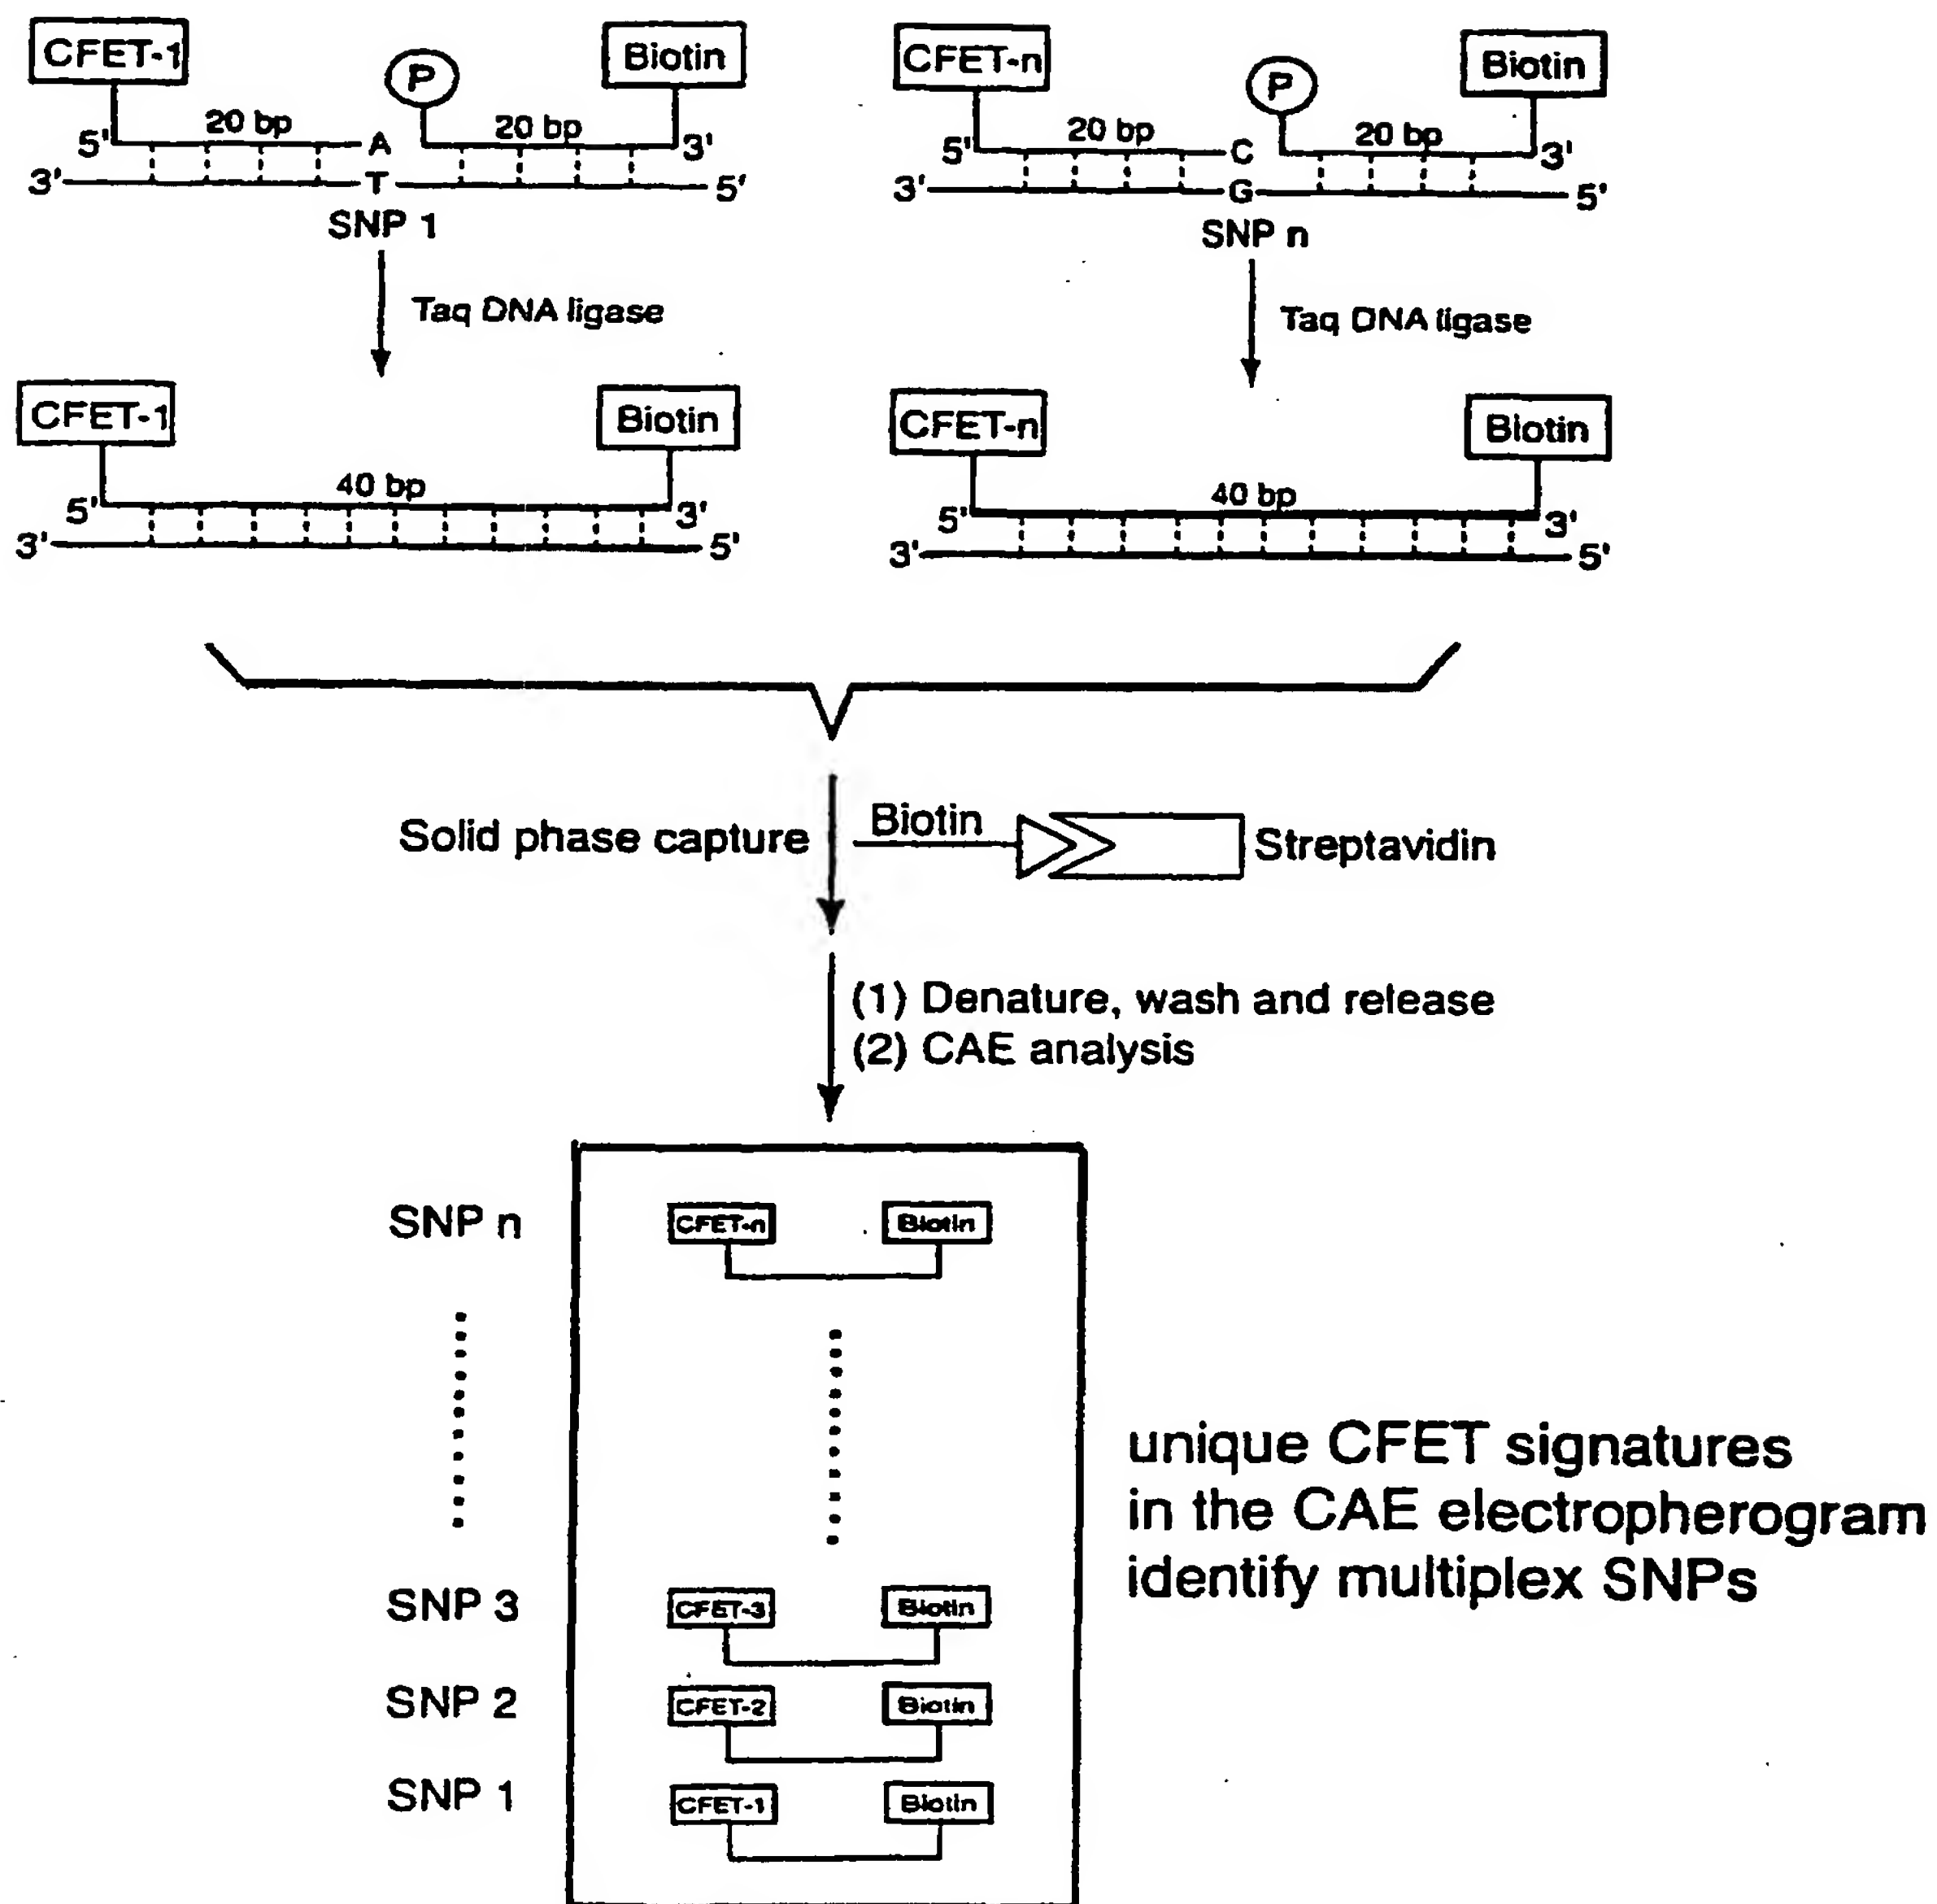 CFET-1
P
Biotin
5' 20 bp A 20 bp 3'
3' T 5'
SNP 1
Taq DNA ligase
CFET-n
P
Biotin
5' 20 bp C 20 bp 3'
3' G 5'
SNP n
Taq DNA ligase
CFET-1
Biotin
5' 40 bp 3'
3' 5'
CFET-n
Biotin
5' 40 bp 3'
3' 5'
Solid phase capture
Biotin
Streptavidin
(1) Denature, wash and release
(2) CAE analysis
SNP n CFET-n Biotin
SNP 3 CFET-3 Biotin
SNP 2 CFET-2 Biotin
SNP 1 CFET-1 Biotin
unique CFET signatures
in the CAE electropherogram
identify multiplex SNPs